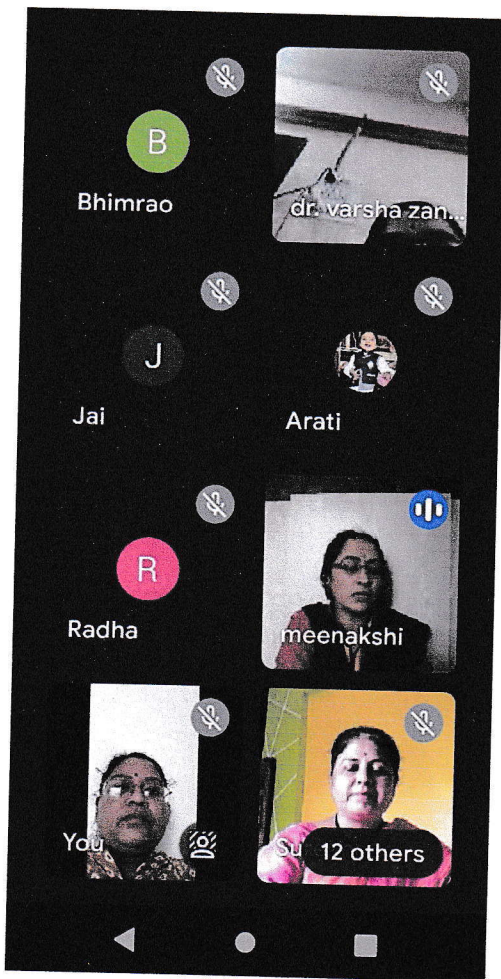 B
Bhimrao
dr. varsha zan...
J
Jai
Arati
R
Radha
meenakshi
You
Su
12 others